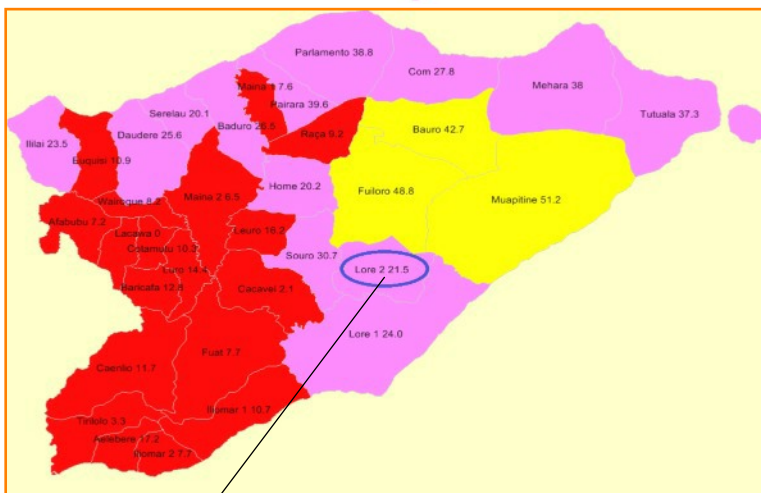 Parlamento 38.8
Com 27.8
Mehara 38
Tutuala 37.3
Maina 1 7.6
Pairara 39.6
Serelau 20.1
Baduro 26.5
Raça 9.2
Bauro 42.7
Ililai 23.5
Daudere 25.6
Euquisi 10.9
Home 20.2
Fuiloro 48.8
Muapitine 51.2
Wairoque 8.2
Maina 2 6.5
Afabubu 7.2
Lacawa 0
Leuro 16.2
Cotamutu 10.3
Souro 30.7
Luro 14.4
Lore 2 21.5
Baricafa 12.8
Cacavei 2.1
Lore 1 24.0
Fuat 7.7
Caenlio 11.7
Iliomar 1 10.7
Tirilolo 3.3
Aelebere 17.2
Iliomar 2 7.7